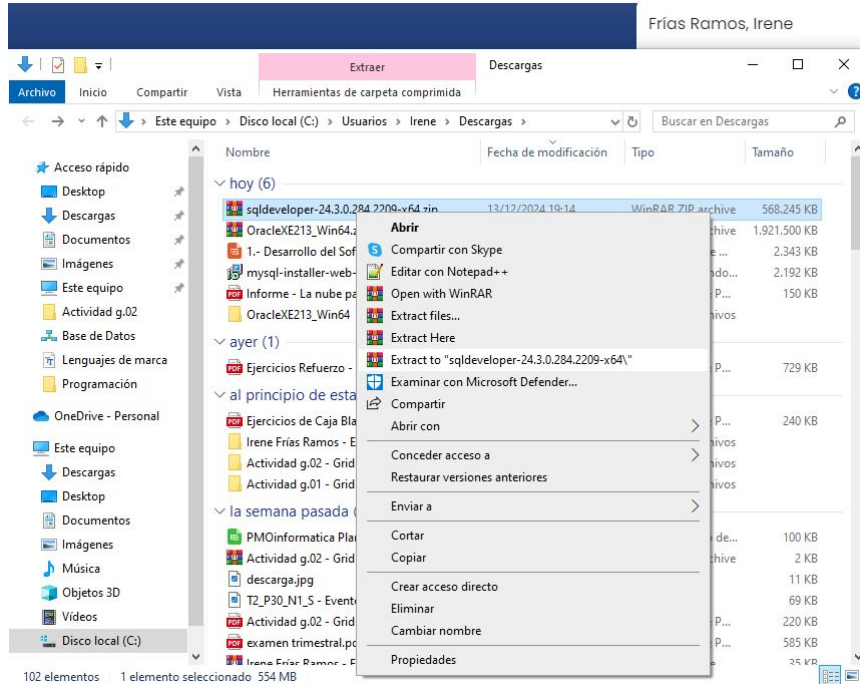 Frías Ramos, Irene
Extraer
Descargas
Archivo Inicio Compartir Vista Herramientas de carpeta comprimida
Este equipo > Disco local (C:) > Usuarios > Irene > Descargas >
Buscar en Descargas
Acceso rápido
Desktop
Descargas
Documentos
Imágenes
Este equipo
Actividad g.02
Base de Datos
Lenguajes de marca
Programación
OneDrive - Personal
Este equipo
Descargas
Desktop
Documentos
Imágenes
Música
Objetos 3D
Vídeos
Disco local (C:)
Nombre Fecha de modificación Tipo Tamaño
hoy (6)
sqldeveloper-24.3.0.284.2209-x64.zip 13/12/2024 19:14 WinRAR ZIP archive 568.245 KB
OracleXE213_Win64. 1.921.500 KB
1.- Desarrollo del 2.343 KB
mysql-installer-web- 2.192 KB
Informe - La nube 150 KB
OracleXE213_Win64
ayer (1)
Ejercicios Refuerzo - 729 KB
al principio de
Ejercicios de Caja 240 KB
Irene Frías Ramos -
Actividad g.02 - Grid
Actividad g.01 - Grid
la semana pasada
PMOinformatica 100 KB
Actividad g.02 - Grid 2 KB
descarga.jpg 11 KB
T2_P30_N1_S - 69 KB
Actividad g.02 - Grid 220 KB
examen trimestral. 585 KB
Irene Frías Ramos - 35 KB
Abrir
Compartir con Skype
Editar con Notepad++
Open with WinRAR
Extract files...
Extract Here
Extract to "sqldeveloper-24.3.0.284.2209-x64\"
Examinar con Microsoft Defender...
Compartir
Abrir con
Conceder acceso a
Restaurar versiones anteriores
Enviar a
Cortar
Copiar
Crear acceso directo
Eliminar
Cambiar nombre
Propiedades
102 elementos 1 elemento seleccionado 554 MB